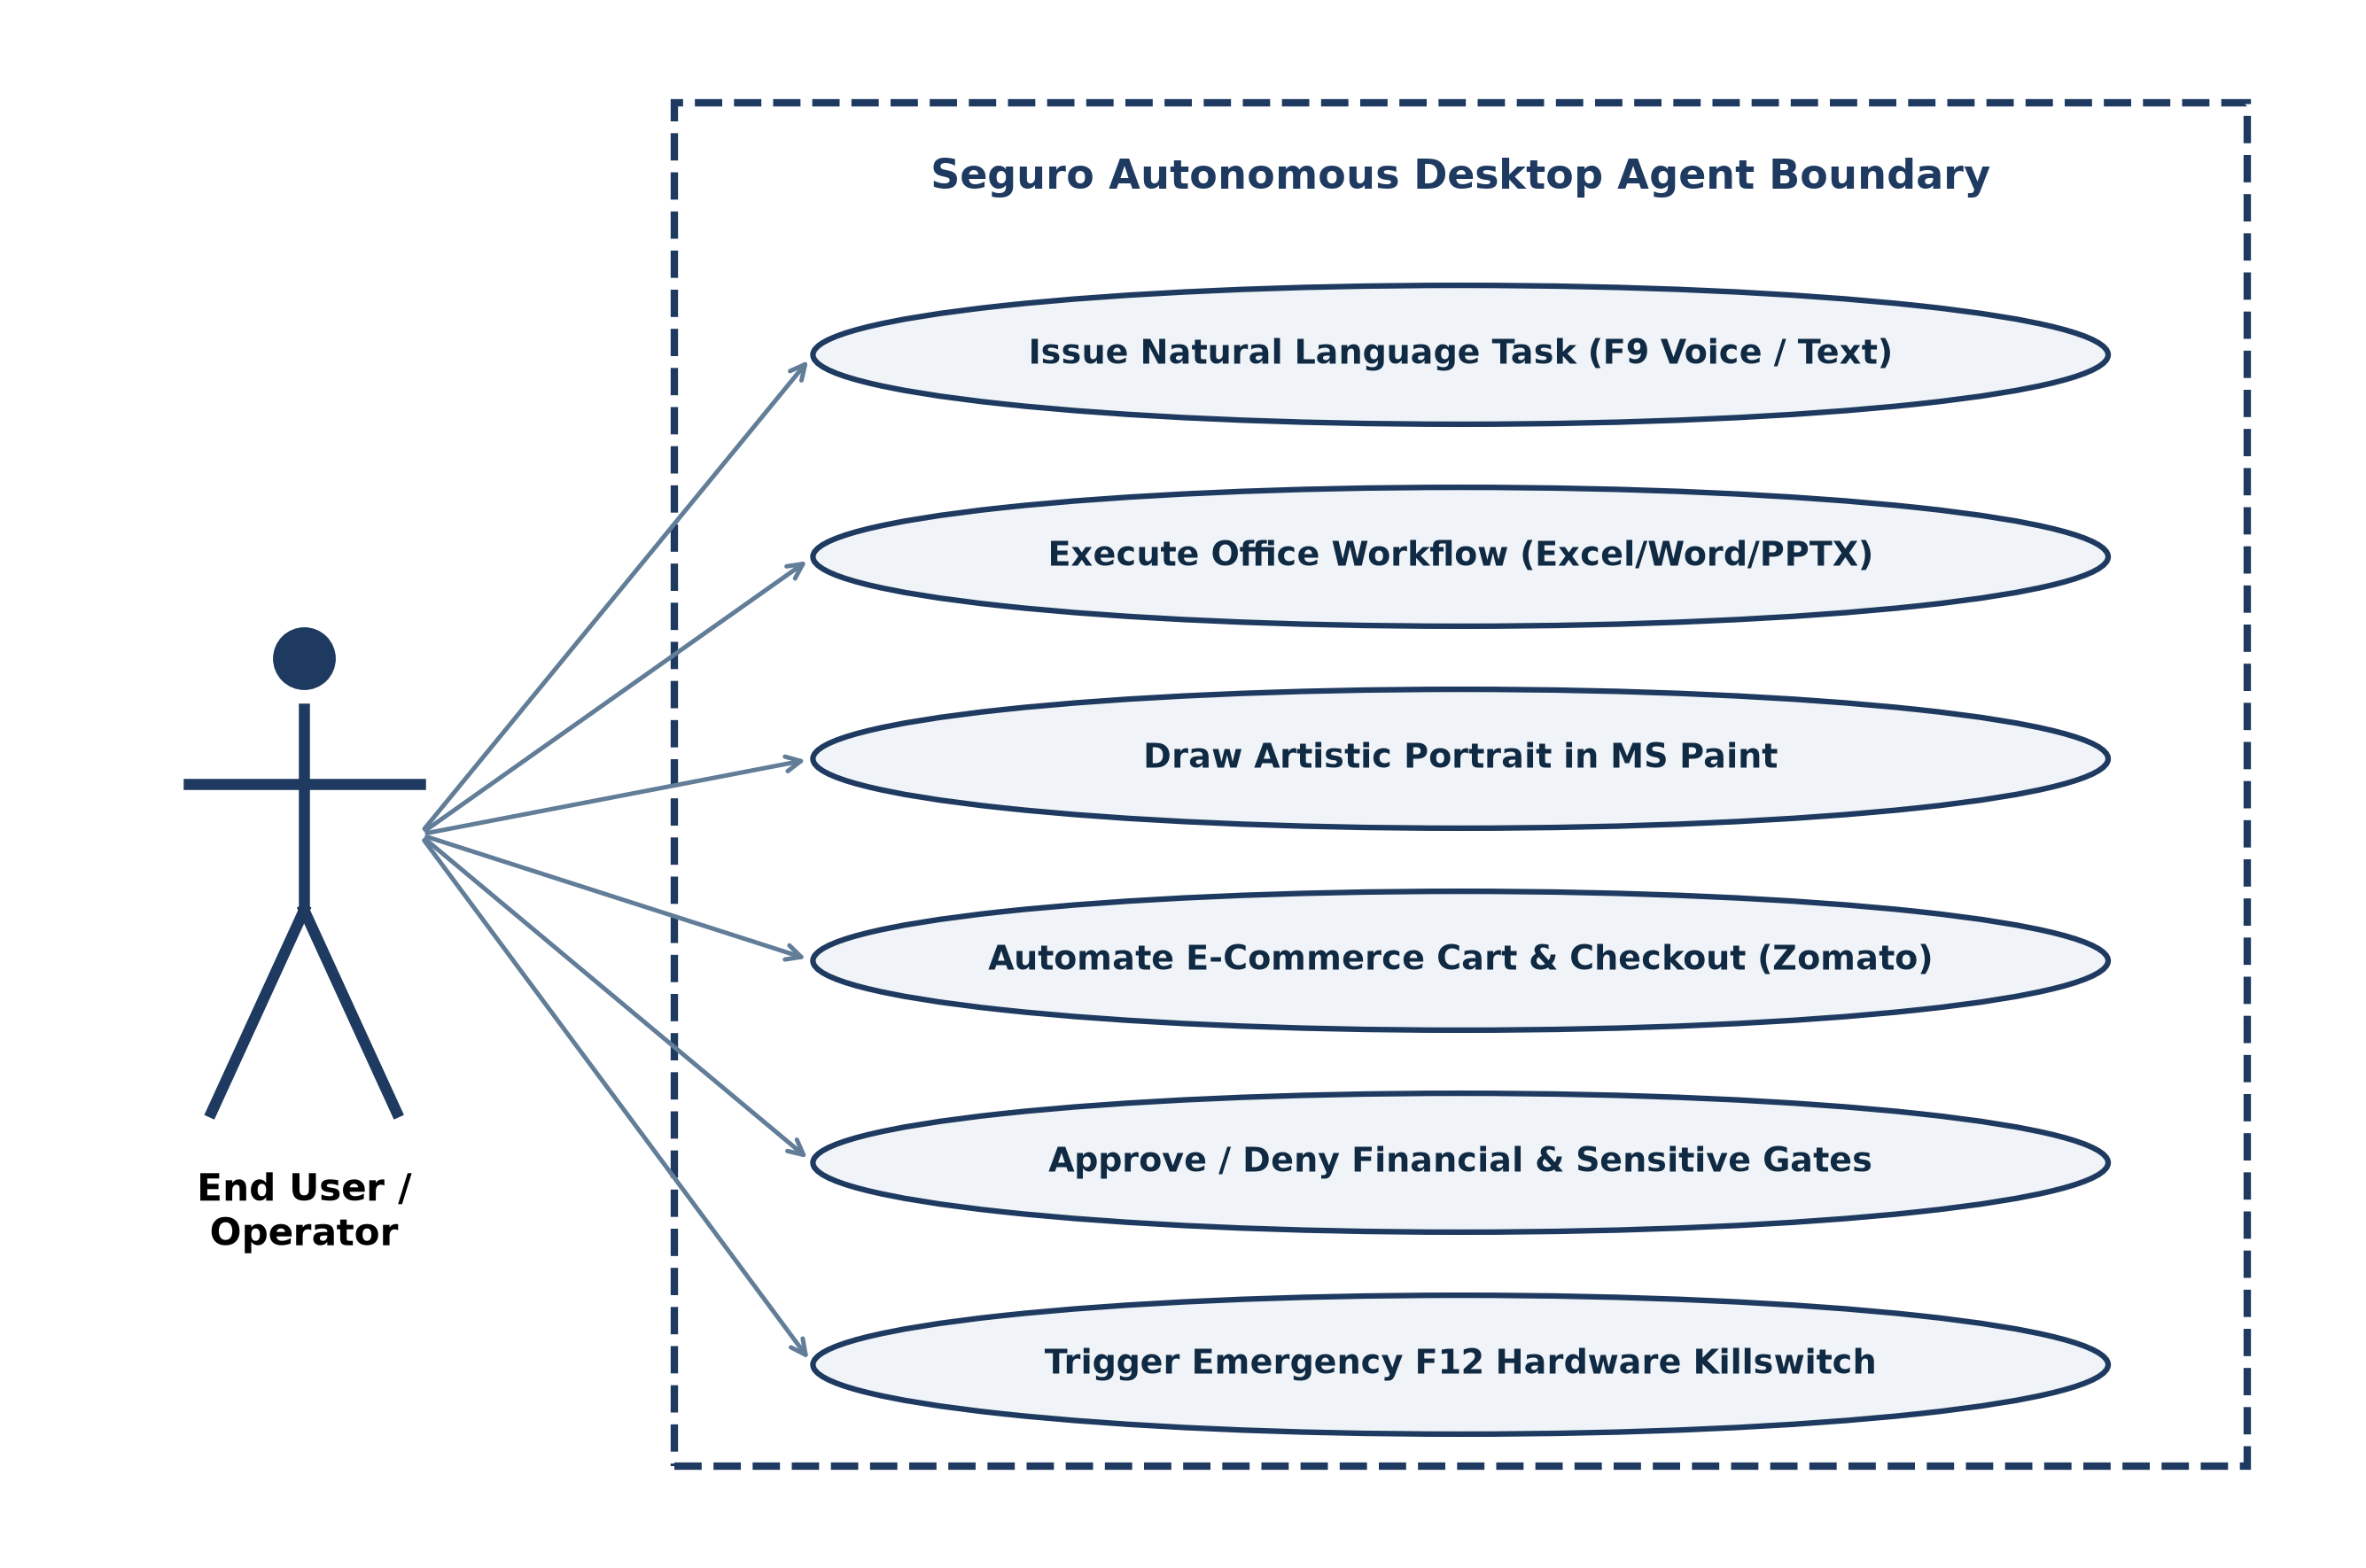 Seguro Autonomous Desktop Agent Boundary
Issue Natural Language Task (F9 Voice / Text)
Execute Office Workflow (Excel/Word/PPTX)
Draw Artistic Portrait in MS Paint
Automate E-Commerce Cart & Checkout (Zomato)
Approve / Deny Financial & Sensitive Gates
Trigger Emergency F12 Hardware Killswitch
End User /
Operator